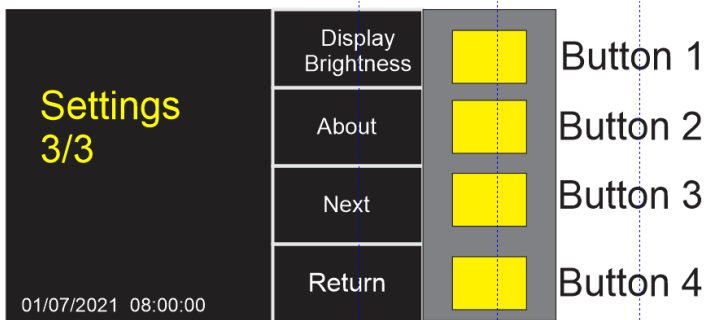 Settings
3/3
01/07/2021 08:00:00
Display
Brightness
About
Next
Return
Button 1
Button 2
Button 3
Button 4